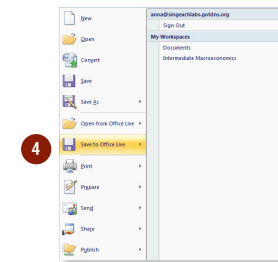 New
Open
Convert
Save
Save As
Open from Office Live
4
Save to Office Live
Print
Prepare
Send
Share
Publish
anna@singexchlabs.gotdns.org
Sign Out
My Workspaces
Documents
Intermediate Macroeconomics